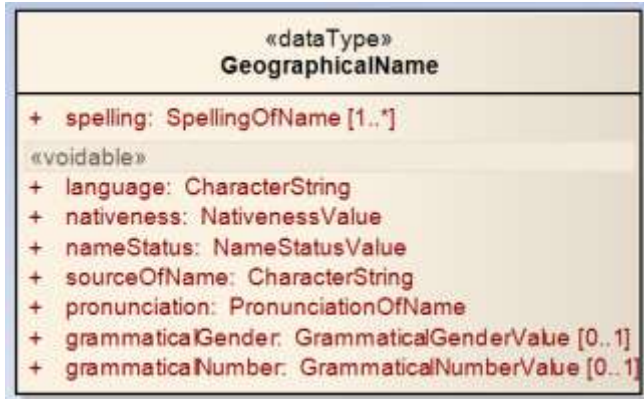 «dataType»
GeographicalName
+ spelling: SpellingOfName [1..*]
«voidable»
+ language: CharacterString
+ nativeness: NativenessValue
+ nameStatus: NameStatusValue
+ sourceOfName: CharacterString
+ pronunciation: PronunciationOfName
+ grammaticalGender: GrammaticalGenderValue [0..1]
+ grammaticalNumber: GrammaticalNumberValue [0..1]